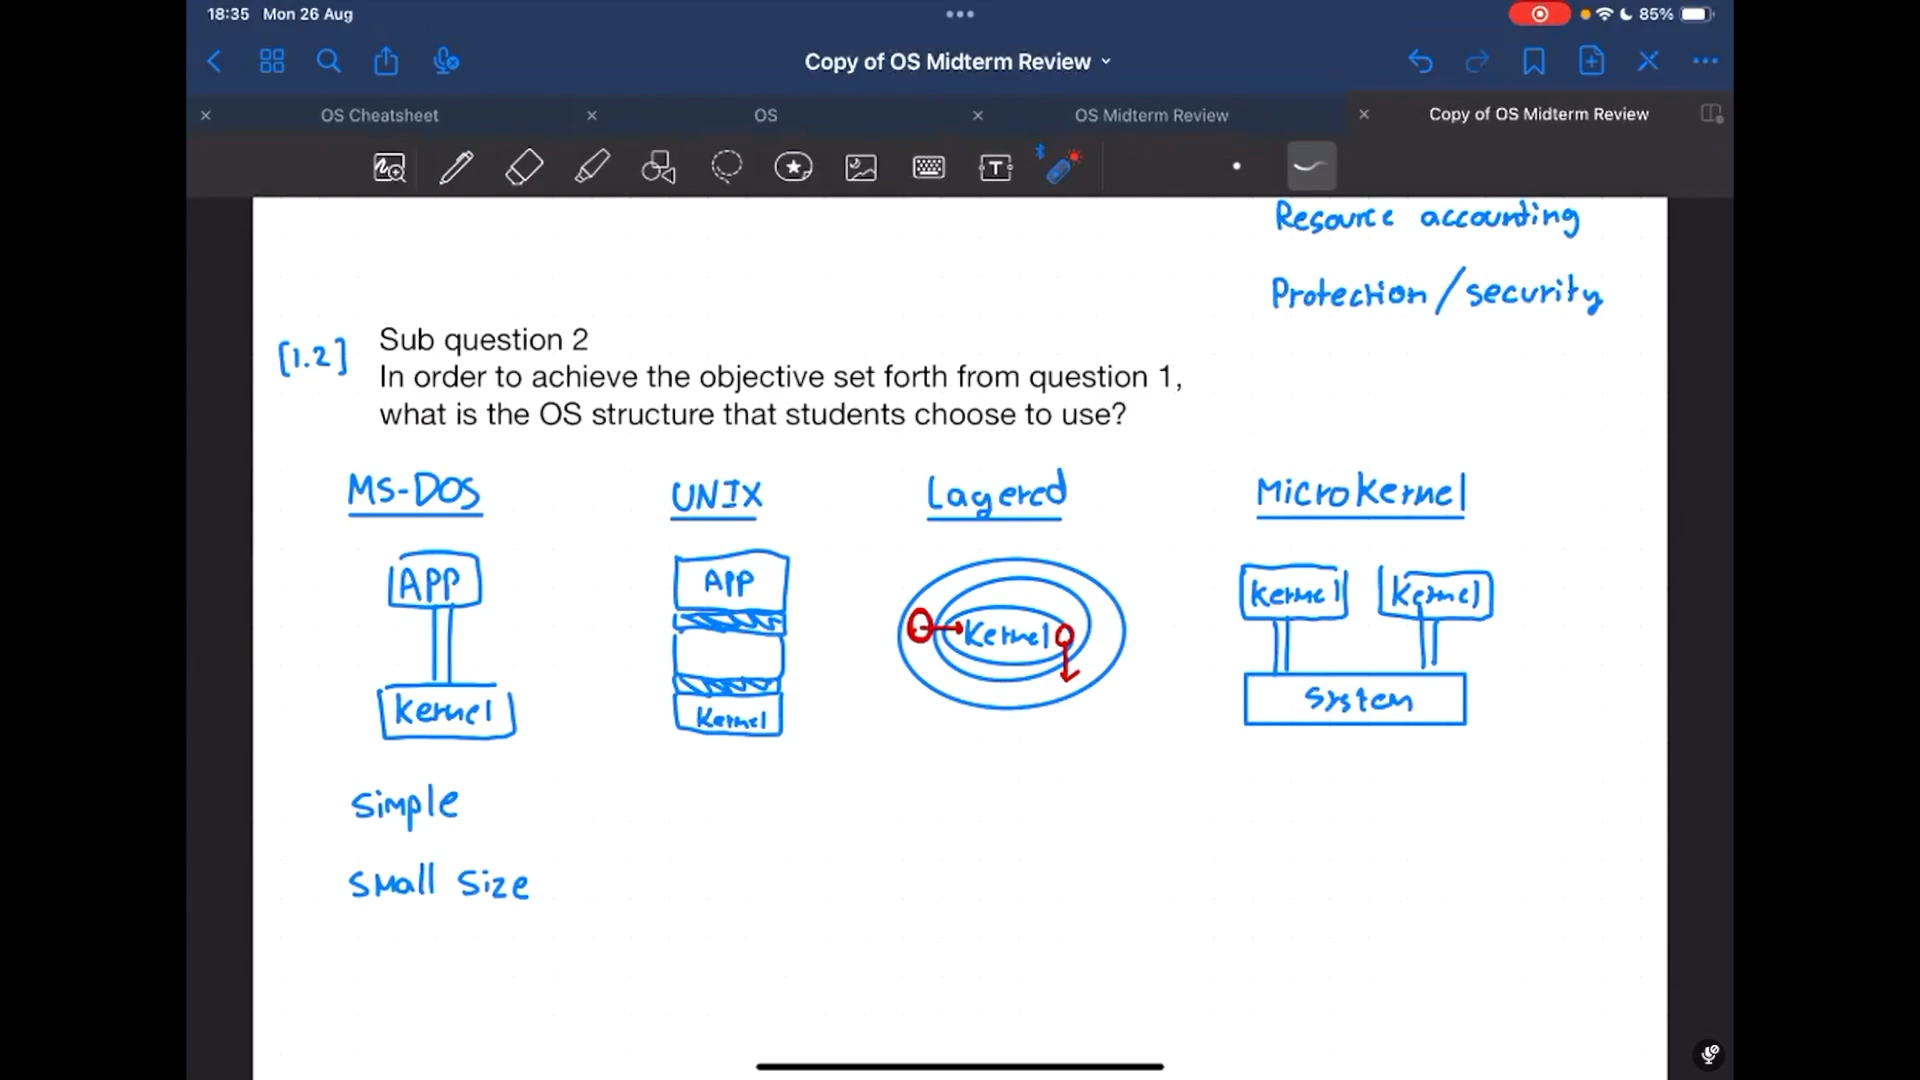 18:35 Mon 26 Aug
85%
Copy of OS Midterm Review
OS Cheatsheet
OS
OS Midterm Review
Copy of OS Midterm Review
T
Resource accounting
Protection/security
[1.2]
Sub question 2
In order to achieve the objective set forth from question 1,
what is the OS structure that students choose to use?
MS-DOS
UNIX
Layered
MicroKernel
APP
Kernel
APP
Kernel
Kernel
Kernel
Kernel
System
Simple
Small Size